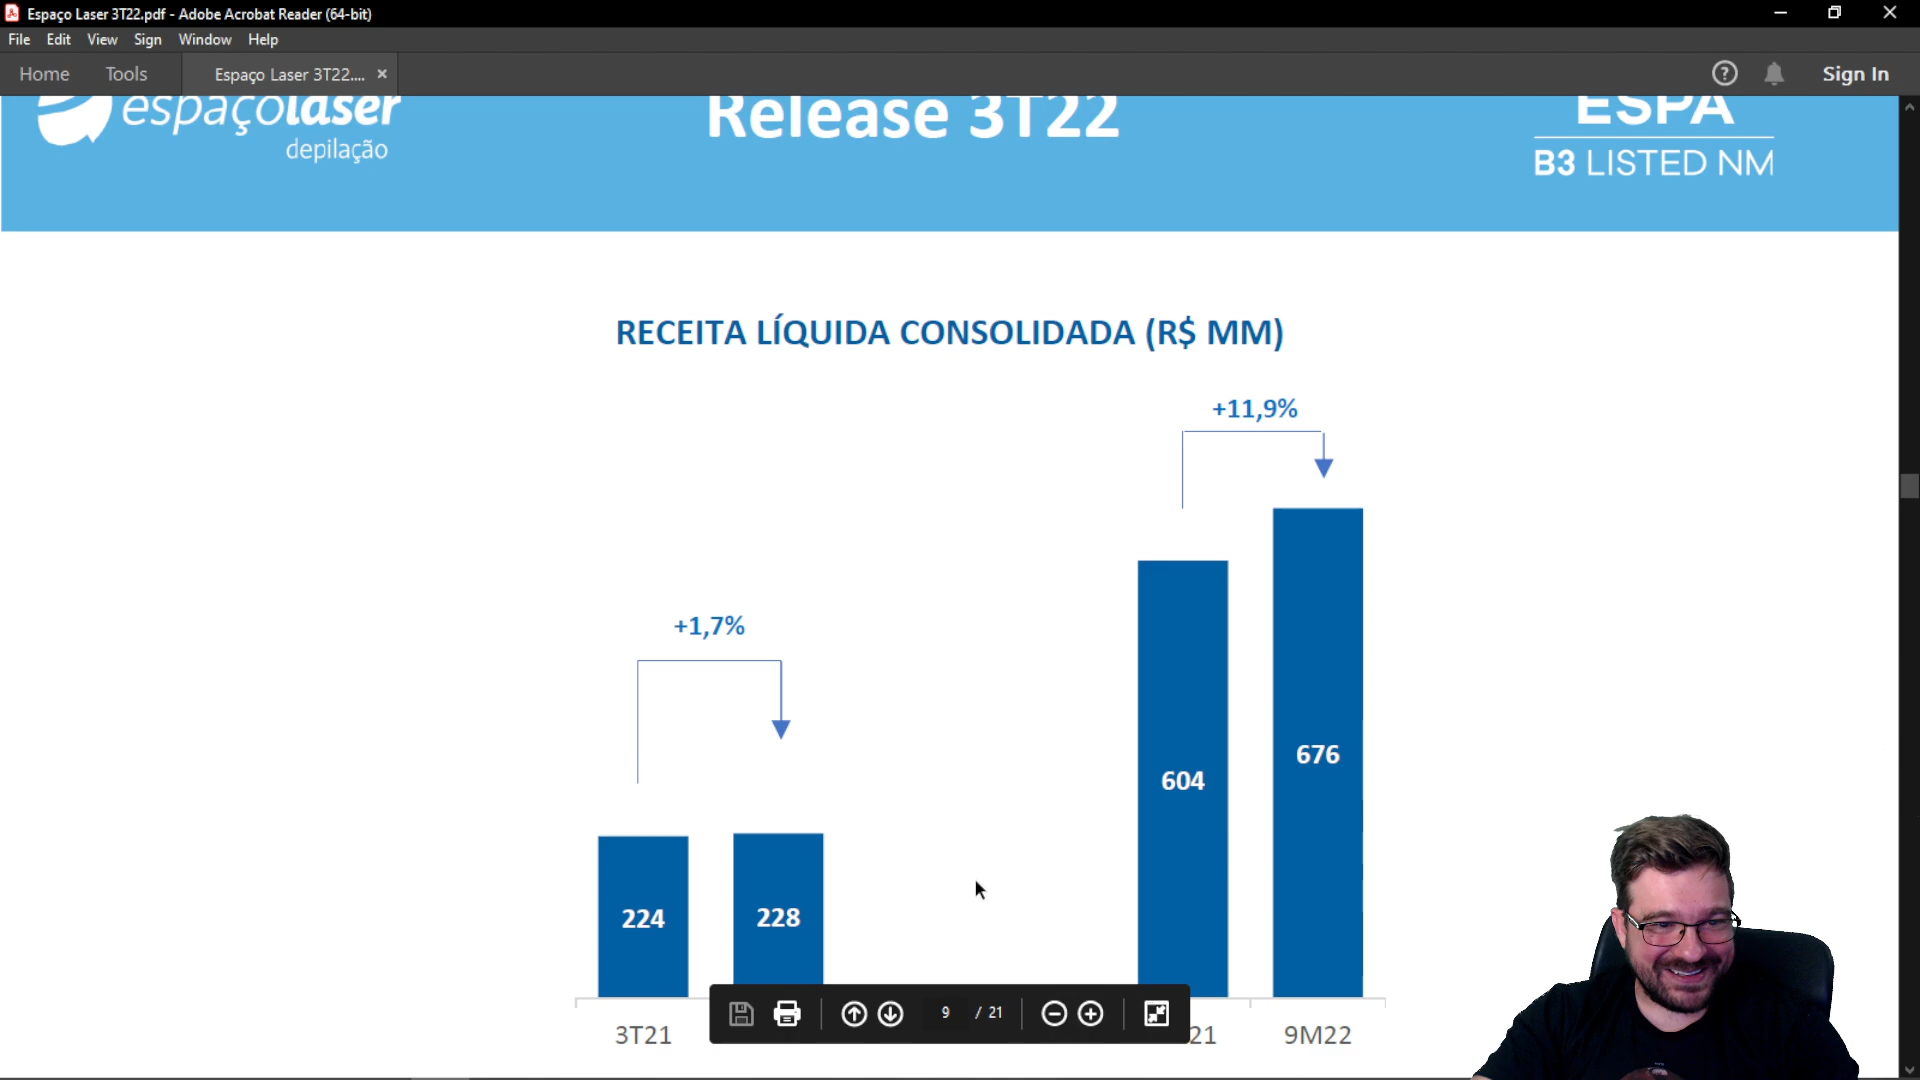 Espaço Laser 3T22.pdf - Adobe Acrobat Reader (64-bit)
File Edit View Sign Window Help
Home Tools Espaço Laser 3T22.... × Sign In
espaçolaser
depilação
Release 3T22
ESPA
B3 LISTED NM
RECEITA LÍQUIDA CONSOLIDADA (R$ MM)
+11,9%
+1,7%
676
604
224
228
9 / 21
3T21
21
9M22